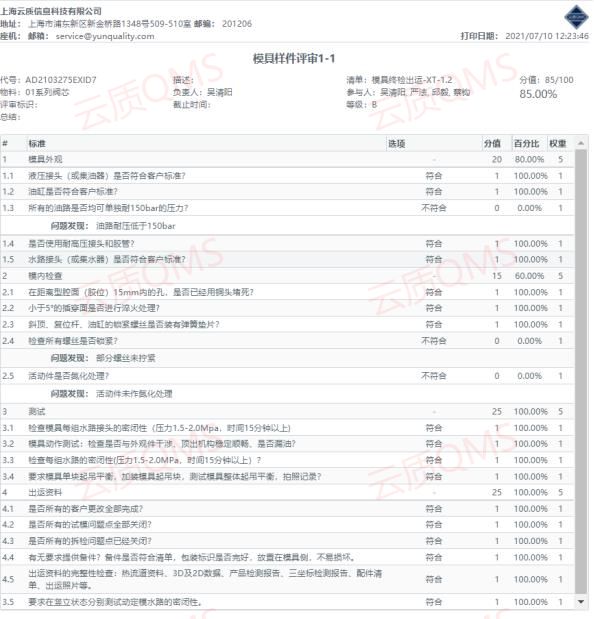 上海云质信息科技有限公司
地址： 上海市浦东新区新金桥路1348号509-510室 邮编： 201206
座机： 邮箱： service@yunquality.com 打印日期： 2021/07/10 12:23:46
模具样件评审1-1
代号：AD2103275EXID7 描述： 清单：模具终检出运-XT-1.2 分值：85/100
物料：01系列阀芯 负责人：吴清阳 参与人：吴清阳, 严法, 邱毅, 蔡钧 85.00%
评审标识： 截止时间： 等级：B
总结：
# 标准 选项 分值 百分比 权重
1 模具外观 - 20 80.00% 5
1.1 液压接头（或集油器）是否符合客户标准？ 符合 1 100.00% 1
1.2 油缸是否符合客户标准？ 符合 1 100.00% 1
1.3 所有的油路是否均可单独耐150bar的压力？ 不符合 0 0.00% 1
问题发现： 油路耐压低于150bar
1.4 是否使用耐高压接头和胶管？ 符合 1 100.00% 1
1.5 水路接头（或集水器）是否符合客户标准？ 符合 1 100.00% 1
2 模内检查 - 15 60.00% 5
2.1 在距离型腔面（胶位）15mm内的孔，是否已经用铜头堵死？ 符合 1 100.00% 1
2.2 小于5°的插穿面是否进行淬火处理？ 符合 1 100.00% 1
2.3 斜顶、复位杆、油缸的锁紧螺丝是否装有弹簧垫片？ 符合 1 100.00% 1
2.4 检查所有螺丝是否锁紧？ 不符合 0 0.00% 1
问题发现： 部分螺丝未拧紧
2.5 活动件是否氮化处理？ 不符合 0 0.00% 1
问题发现： 活动件未作氮化处理
3 测试 - 25 100.00% 5
3.1 检查模具每组水路接头的密闭性（压力1.5-2.0Mpa，时间15分钟以上） 符合 1 100.00% 1
3.2 模具动作测试：检查是否与外观件干涉、顶出机构稳定顺畅、是否漏油？ 符合 1 100.00% 1
3.3 检查每组水路的密闭性(压力1.5-2.0MPa，时间15分钟以上）？ 符合 1 100.00% 1
3.4 要求模具单块起吊平衡，加装模具起吊块，测试模具整体起吊平衡，拍照记录？ 符合 1 100.00% 1
4 出运资料 - 25 100.00% 5
4.1 是否所有的客户更改全部完成？ 符合 1 100.00% 1
4.2 是否所有的试模问题点全部关闭？ 符合 1 100.00% 1
4.3 是否所有的拆检问题点已经关闭？ 符合 1 100.00% 1
4.4 有无要求提供备件？备件是否符合清单，包装标识是否完好，放置在模具侧，不易损坏。 符合 1 100.00% 1
4.5 出运资料的完整性检查：热流道资料、3D及2D数据、产品检测报告、三坐标检测报告、配件清 符合 1 100.00% 1
单、出运照片等。
3.5 要求在竖立状态分别测试动定模水路的密闭性。 符合 1 100.00% 1
云质QMS
云质QMS
云质QMS
云质QMS
云质QMS
云质QMS